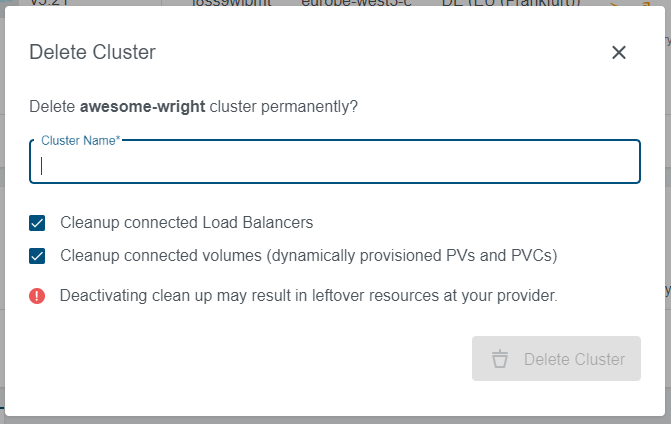 Delete Cluster
Delete awesome-wright cluster permanently?
Cluster Name*
Cleanup connected Load Balancers
Cleanup connected volumes (dynamically provisioned PVs and PVCs)
Deactivating clean up may result in leftover resources at your provider.
Delete Cluster